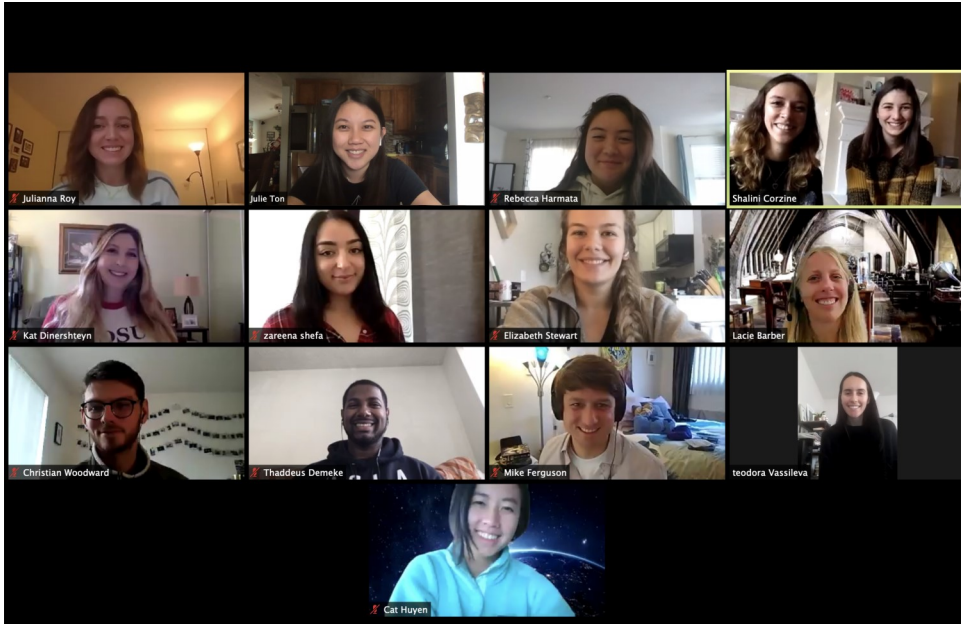 Julianna Roy
Julie Ton
Rebecca Harmata
Shalini Corzine
Kat Dinershteyn
zareena shefa
Elizabeth Stewart
Lacie Barber
OSU
Christian Woodward
Thaddeus Demeke
Mike Ferguson
teodora Vassileva
Cat Huyen